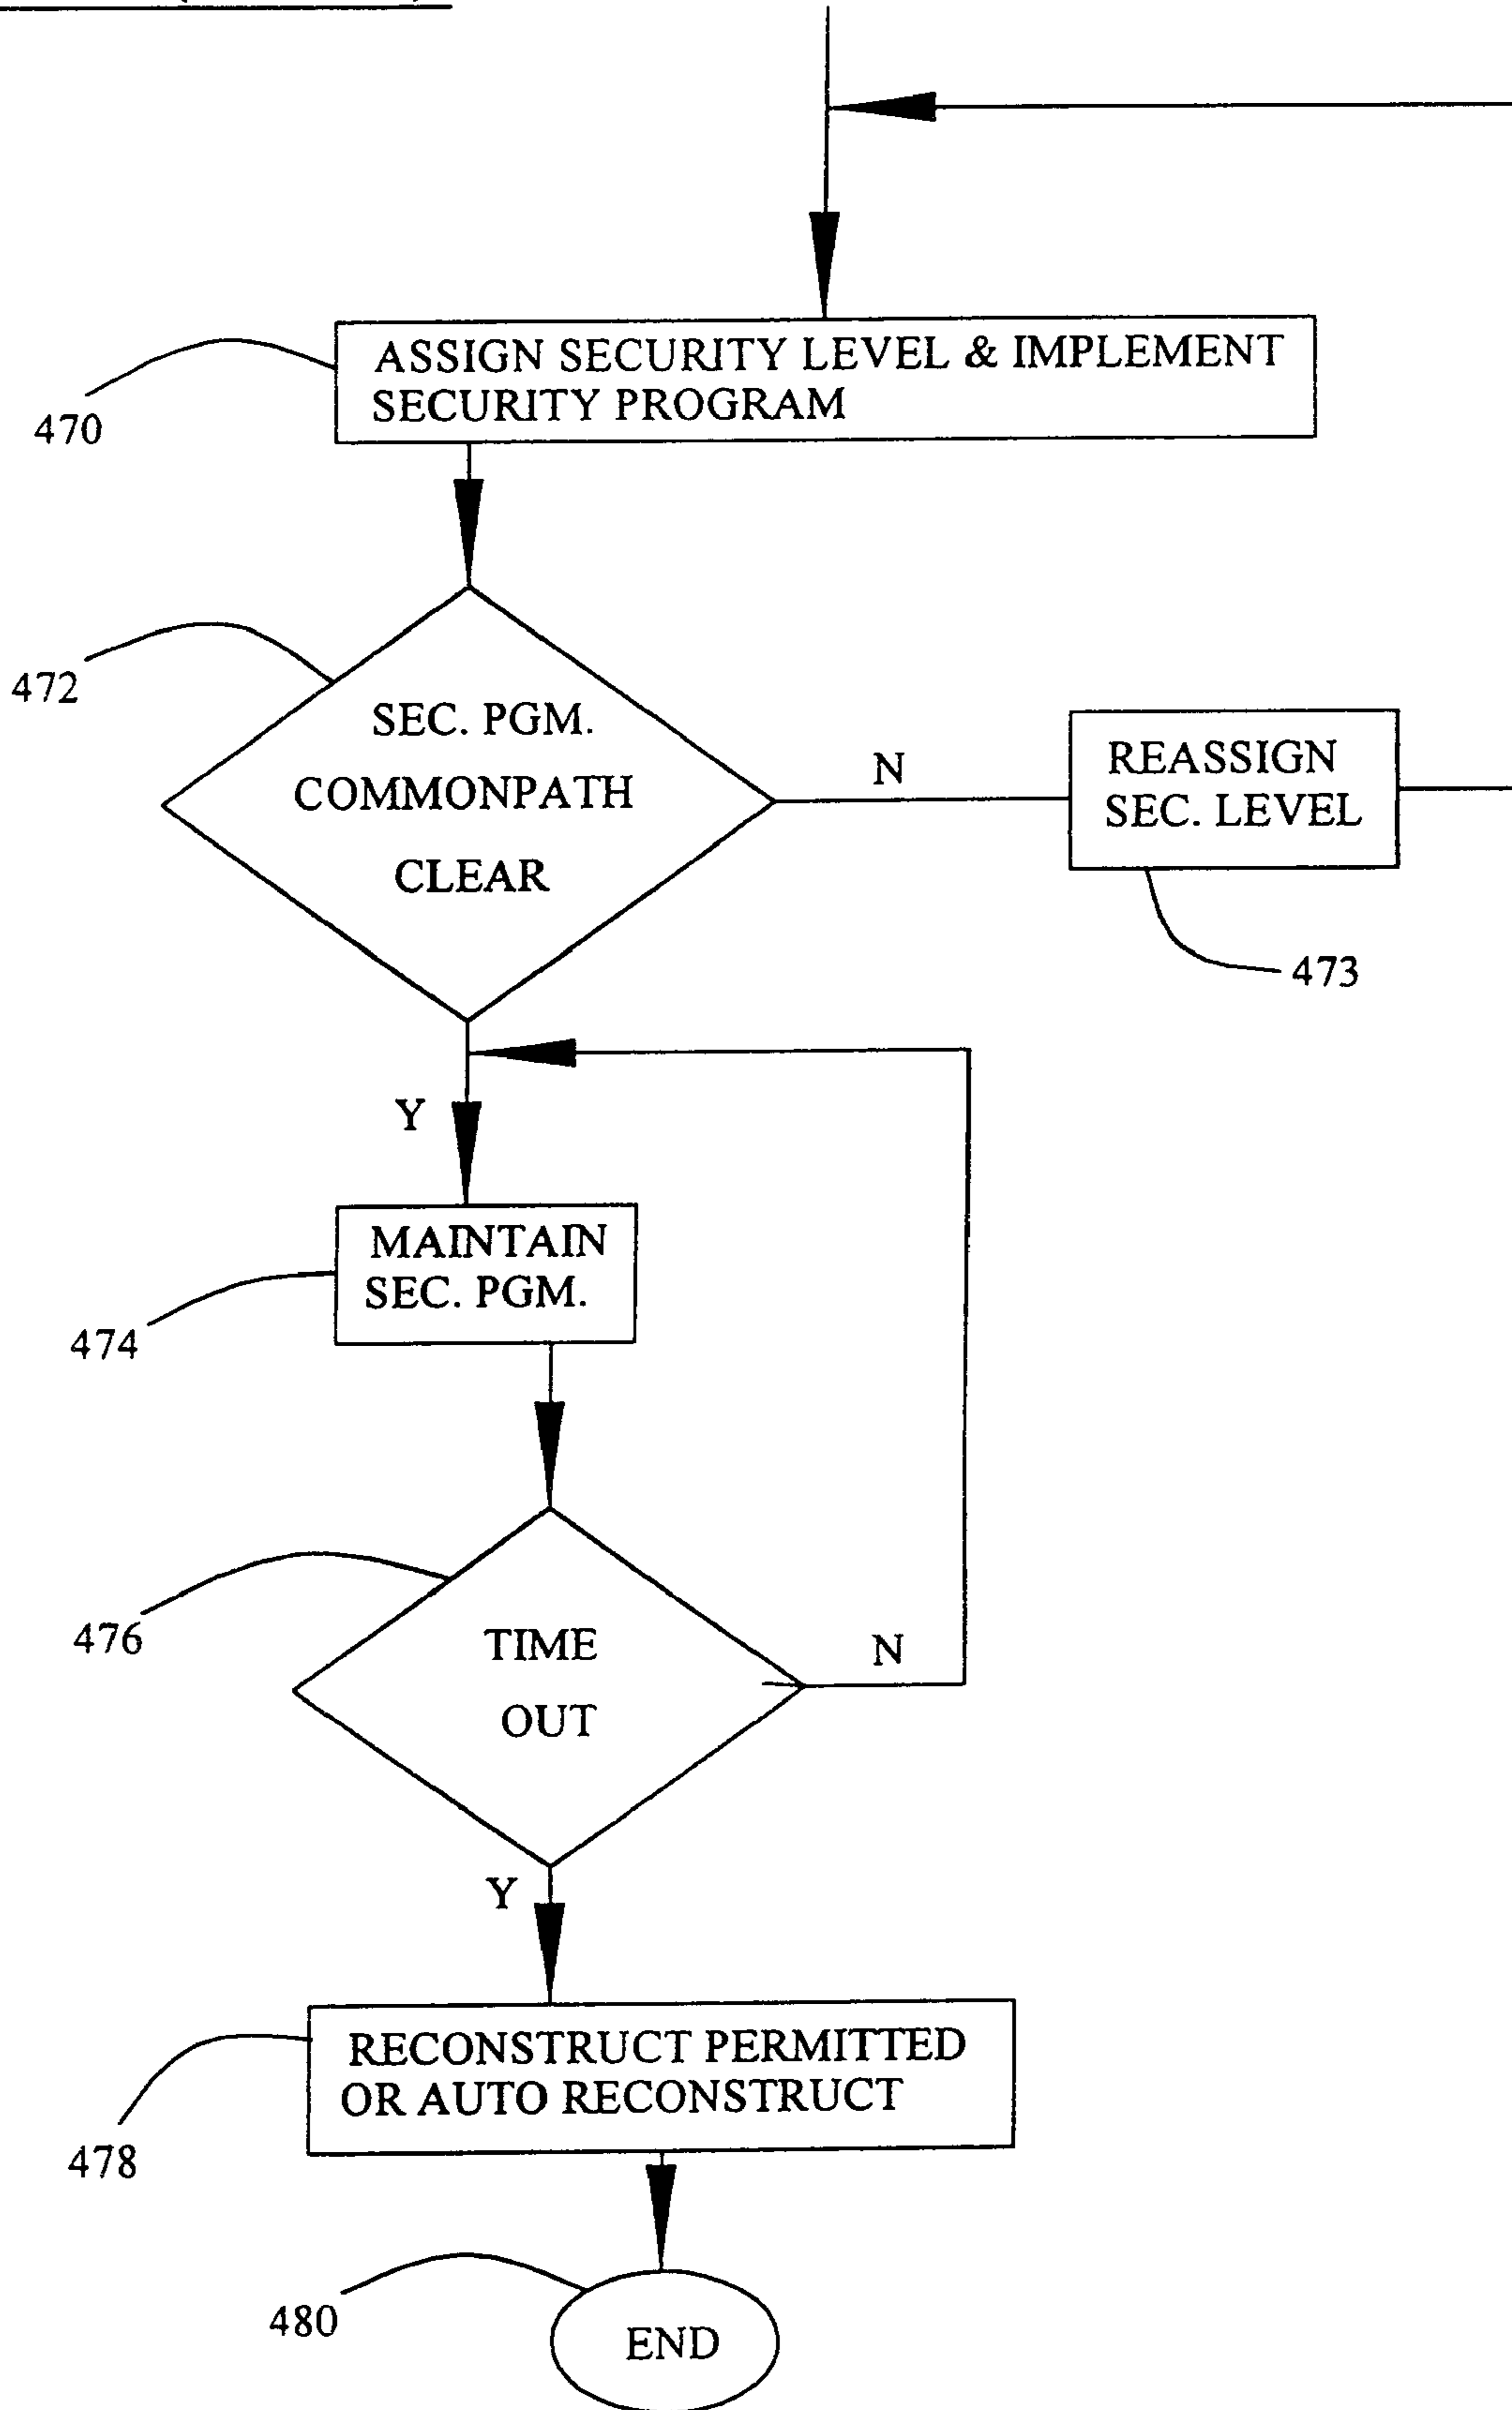 ASSIGN SECURITY LEVEL & IMPLEMENT
SECURITY PROGRAM
470
472
SEC. PGM.
COMMONPATH
CLEAR
N
REASSIGN
SEC. LEVEL
473
Y
MAINTAIN
SEC. PGM.
474
476
TIME
OUT
N
Y
RECONSTRUCT PERMITTED
OR AUTO RECONSTRUCT
478
480
END